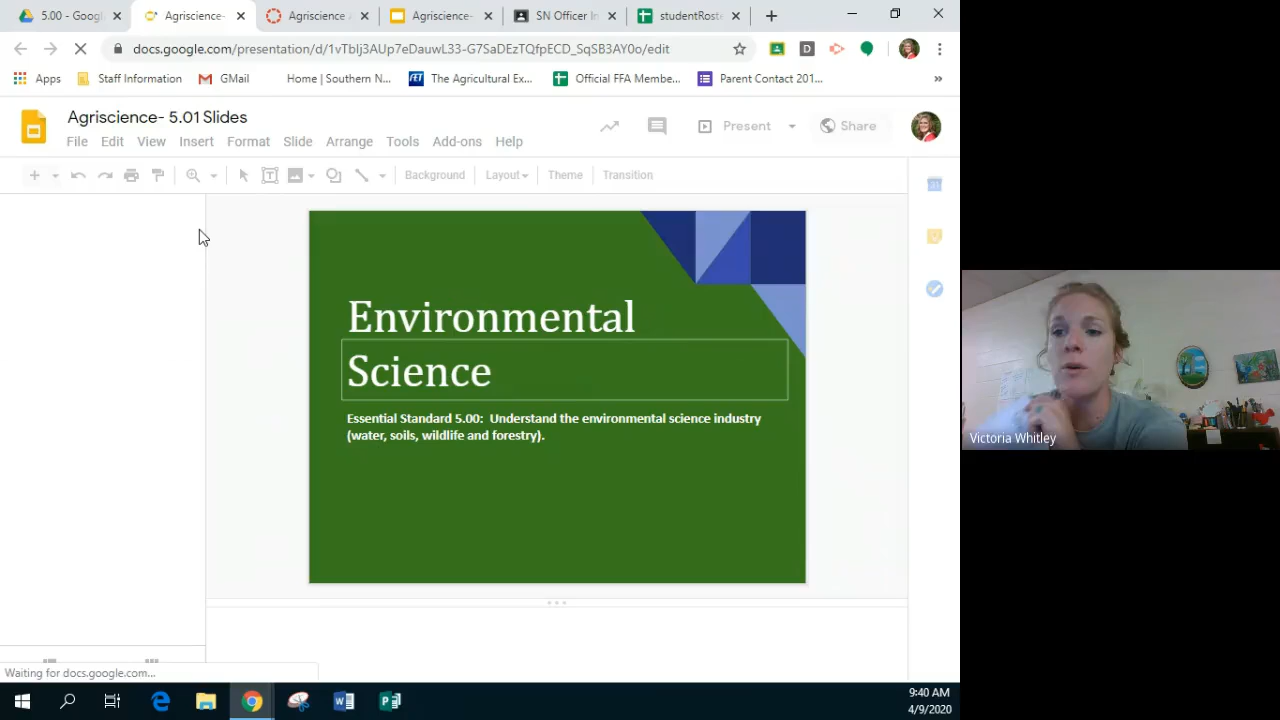 5.00 - Goog
Agriscience-
Agriscience
Agriscience-
SN Officer In
studentRoste
docs.google.com/presentation/d/1vTbIj3AUp7eDauwL33-G7SaDEzTQfpECD_SqSB3AY0o/edit
D
Apps
Staff Information
GMail
Home | Southern N...
The Agricultural Ex...
Official FFA Membe...
Parent Contact 201...
»
Agriscience- 5.01 Slides
Present
Share
File Edit View Insert Format Slide Arrange Tools Add-ons Help
Background Layout Theme Transition
31
Environmental
Science
Essential Standard 5.00: Understand the environmental science industry
(water, soils, wildlife and forestry).
Victoria Whitley
Waiting for docs.google.com...
9:40 AM
4/9/2020